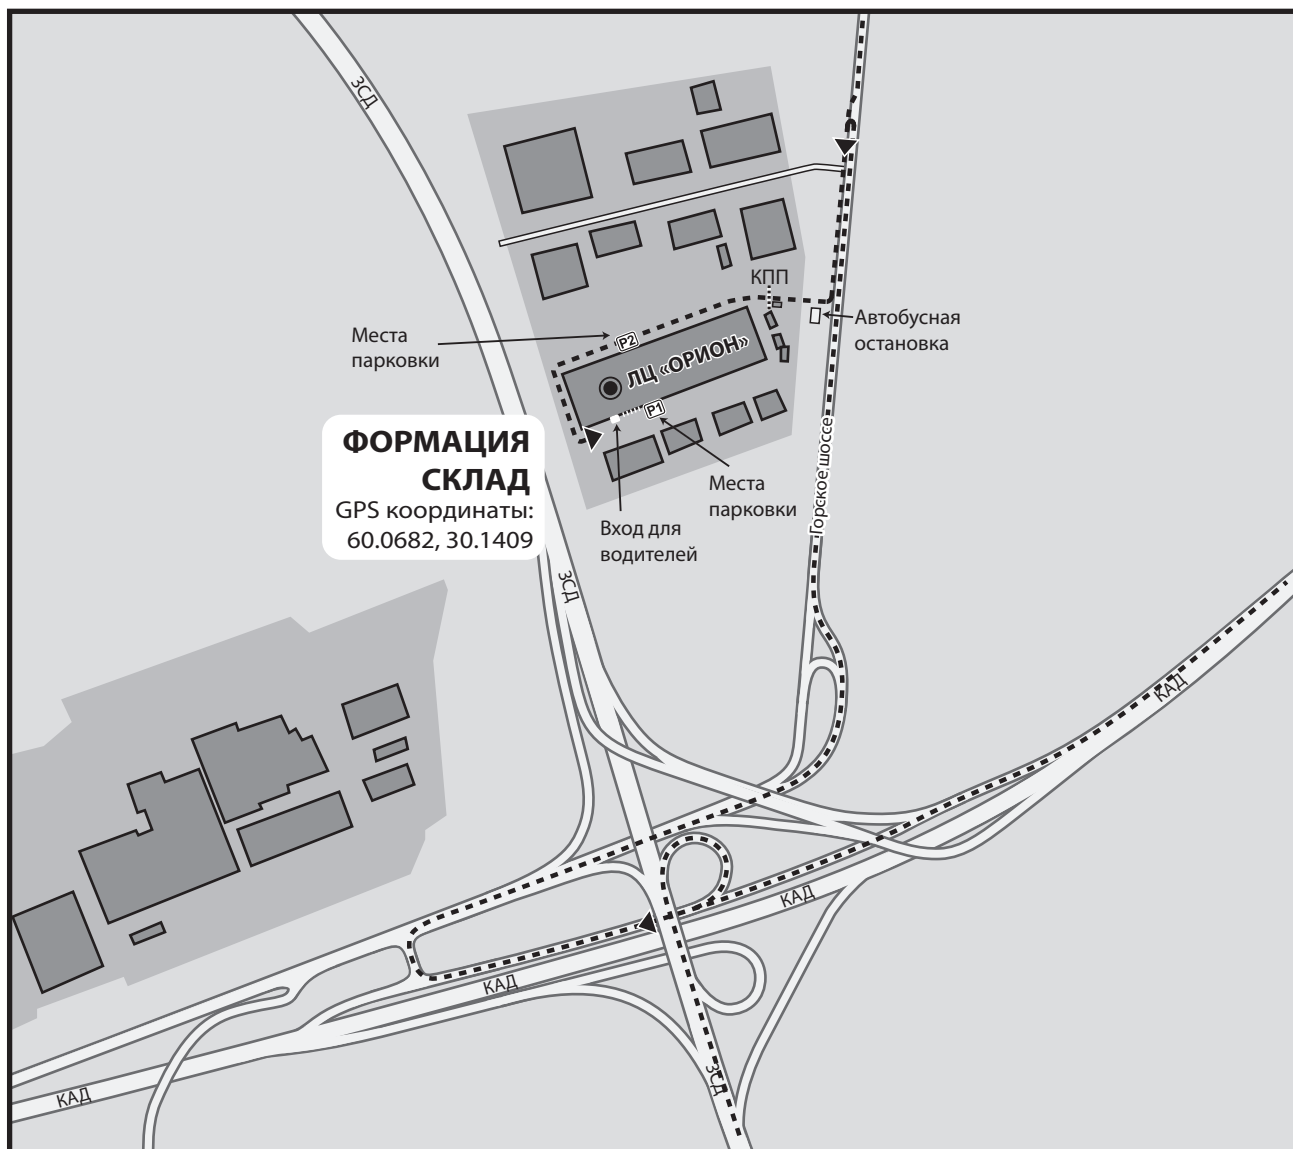 ЗСД
КПП
Автобусная
остановка
Места
парковки
P2
ЛЦ «ОРИОН»
P1
ФОРМАЦИЯ
СКЛАД
GPS координаты:
60.0682, 30.1409
Места
парковки
Вход для
водителей
Горское шоссе
ЗСД
КАД
КАД
КАД
ЗСД
КАД